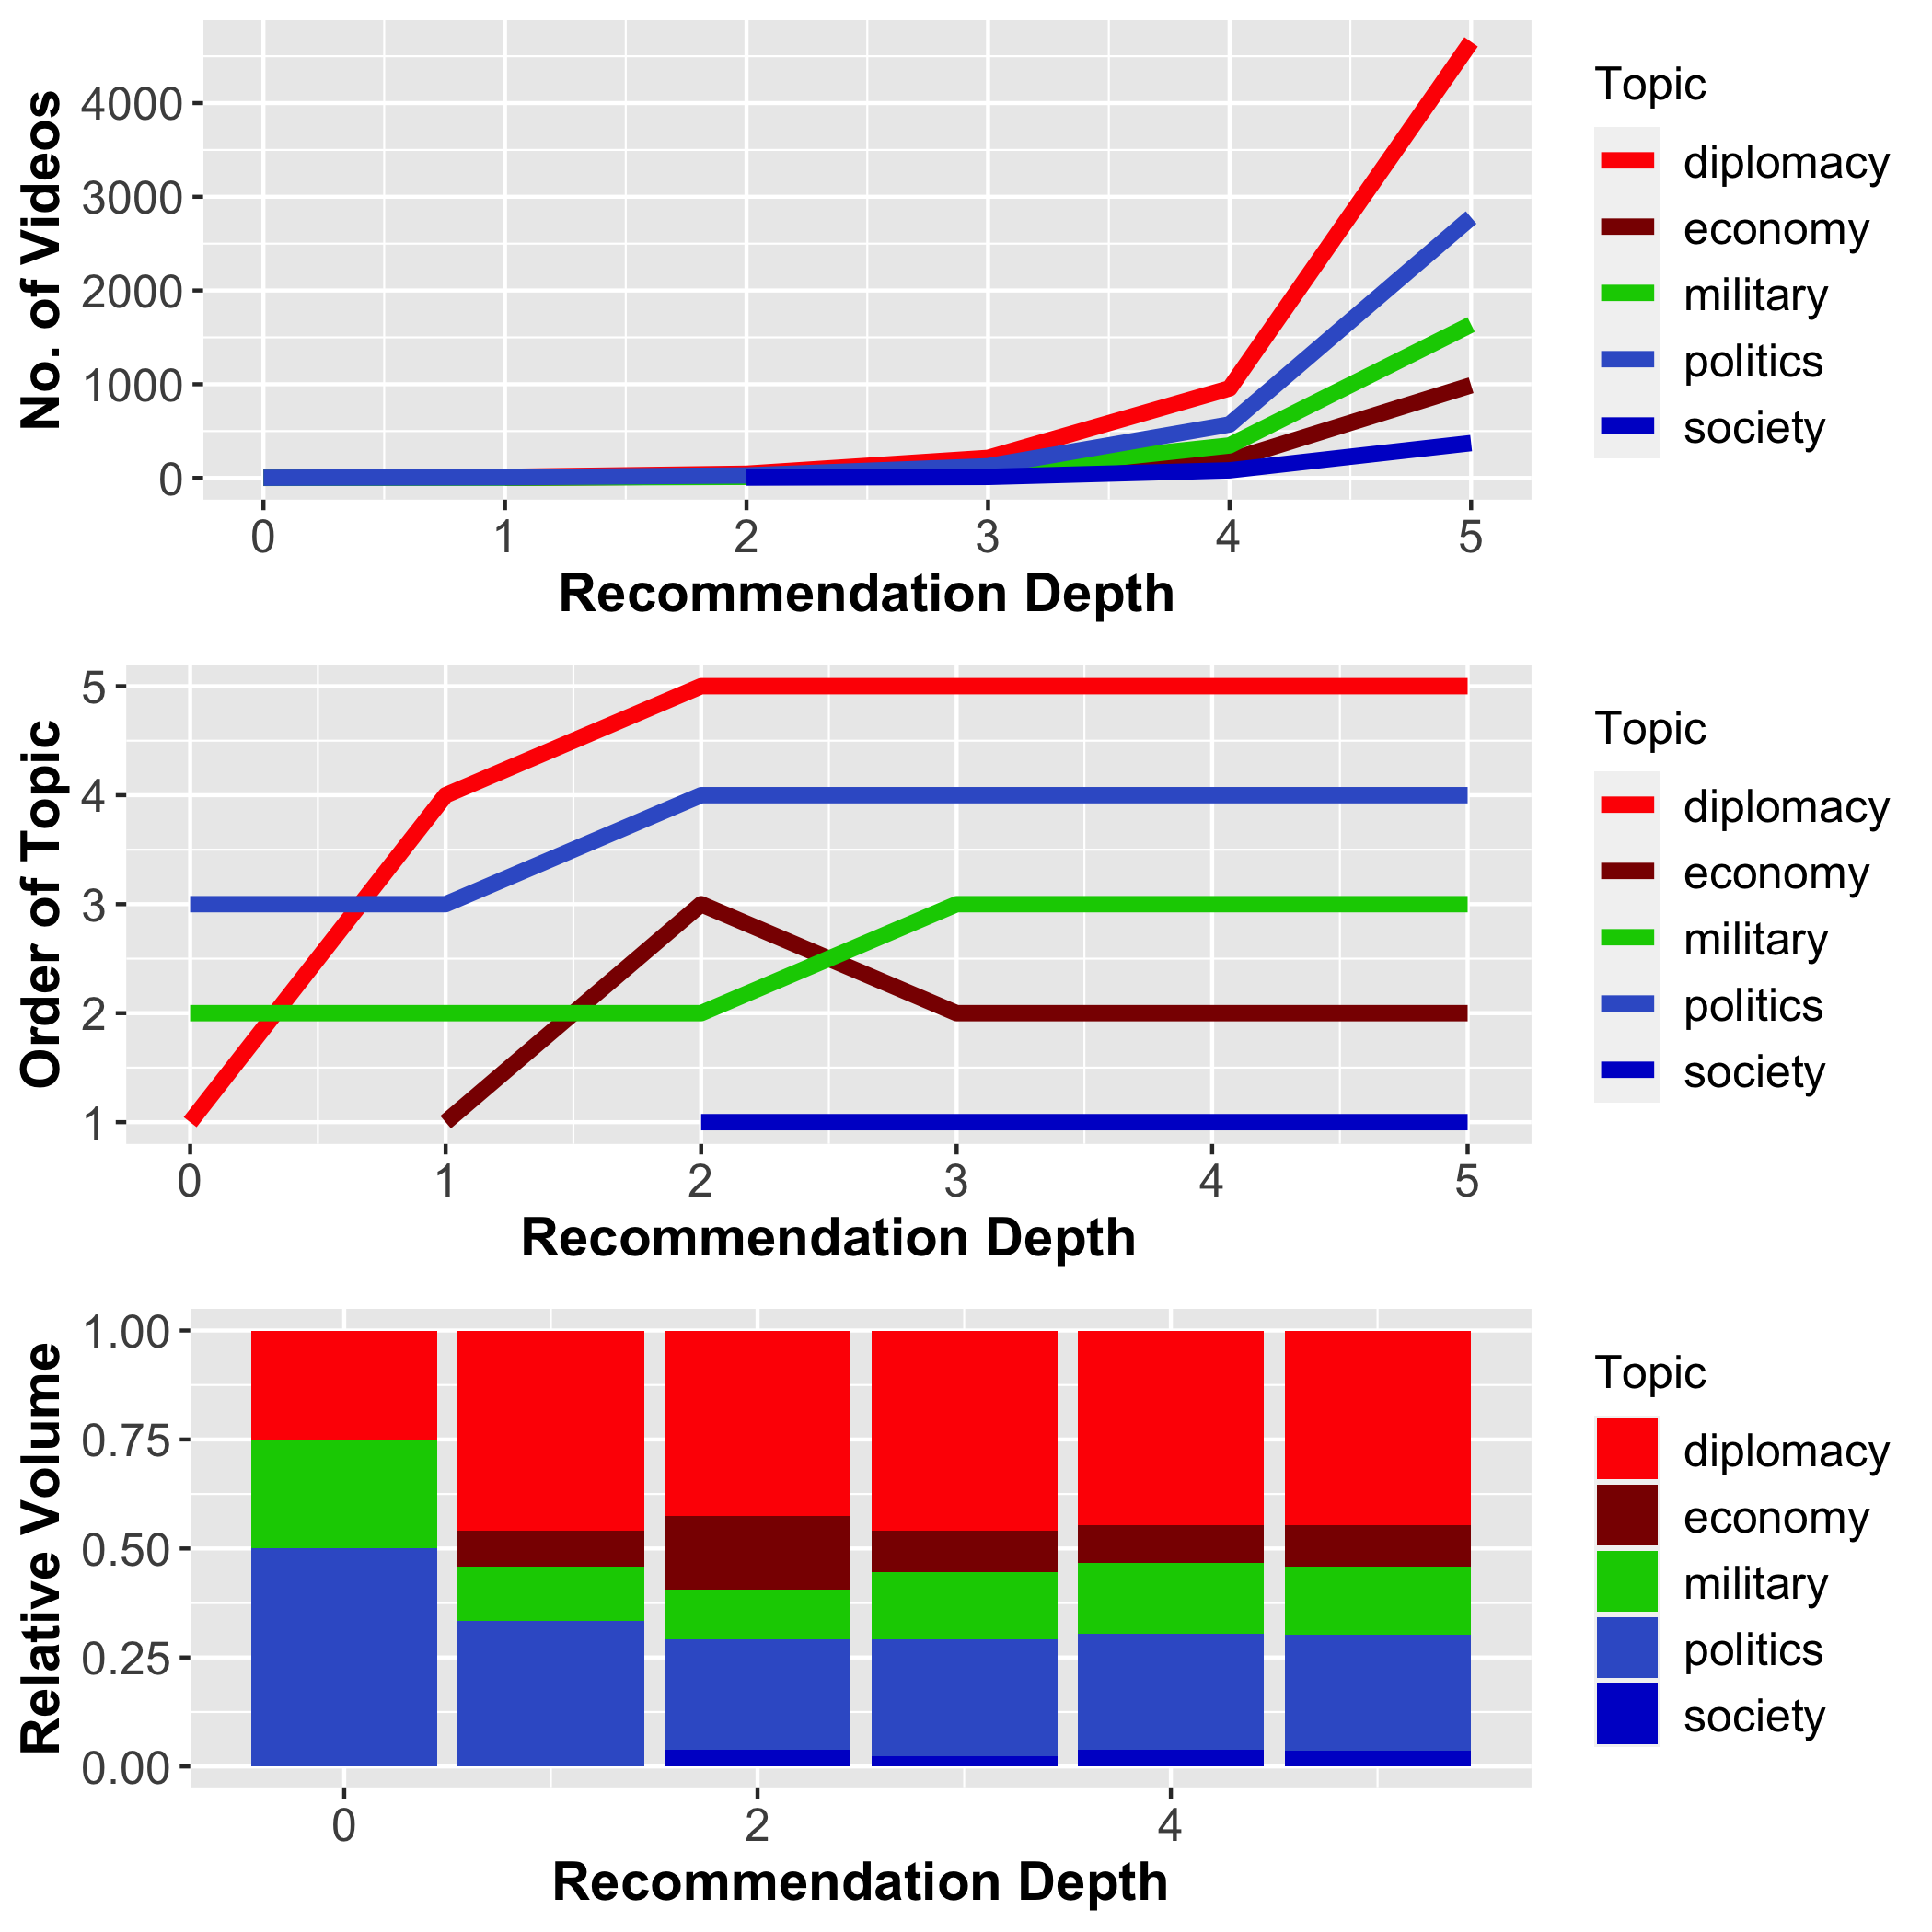 No. of Videos
4000
3000
2000
1000
0
0 1 2 3 4 5
Recommendation Depth
Topic
diplomacy
economy
military
politics
society
Order of Topic
5
4
3
2
1
0 1 2 3 4 5
Recommendation Depth
Topic
diplomacy
economy
military
politics
society
Relative Volume
1.00
0.75
0.50
0.25
0.00
0 2 4
Recommendation Depth
Topic
diplomacy
economy
military
politics
society